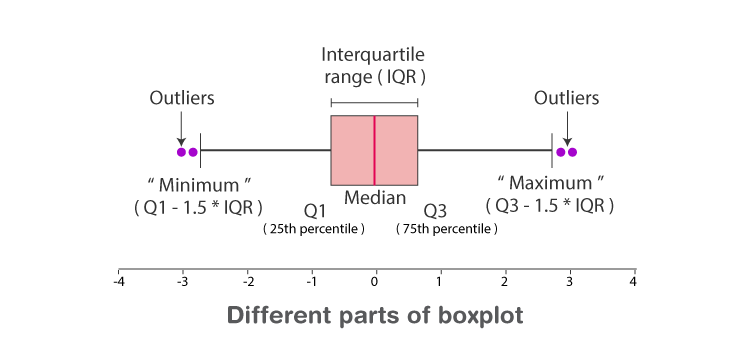 Interquartile
range ( IQR )
Outliers
Outliers
“ Minimum ”
( Q1 - 1.5 * IQR )
“ Maximum ”
( Q3 - 1.5 * IQR )
Median
Q1
( 25th percentile )
Q3
( 75th percentile )
-4 -3 -2 -1 0 1 2 3 4
Different parts of boxplot